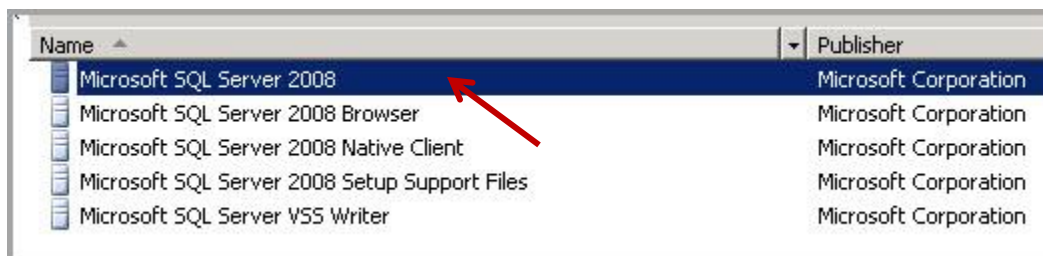 Name Publisher
Microsoft SQL Server 2008 Microsoft Corporation
Microsoft SQL Server 2008 Browser Microsoft Corporation
Microsoft SQL Server 2008 Native Client Microsoft Corporation
Microsoft SQL Server 2008 Setup Support Files Microsoft Corporation
Microsoft SQL Server VSS Writer Microsoft Corporation